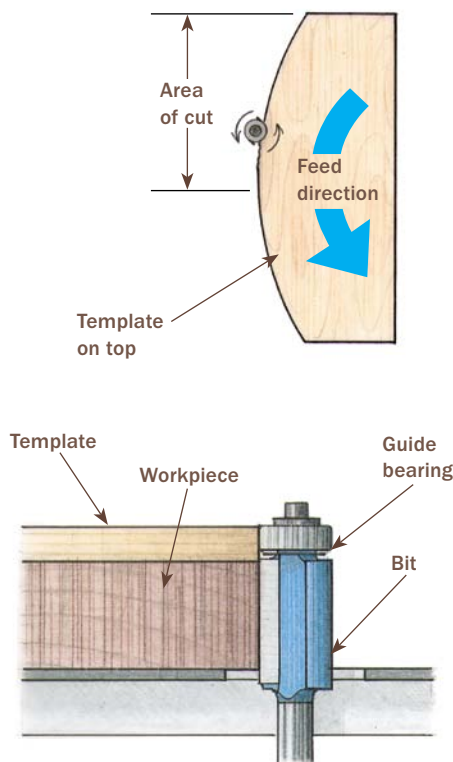 Area
of cut
Feed
direction
Template
on top
Template
Workpiece
Guide
bearing
Bit